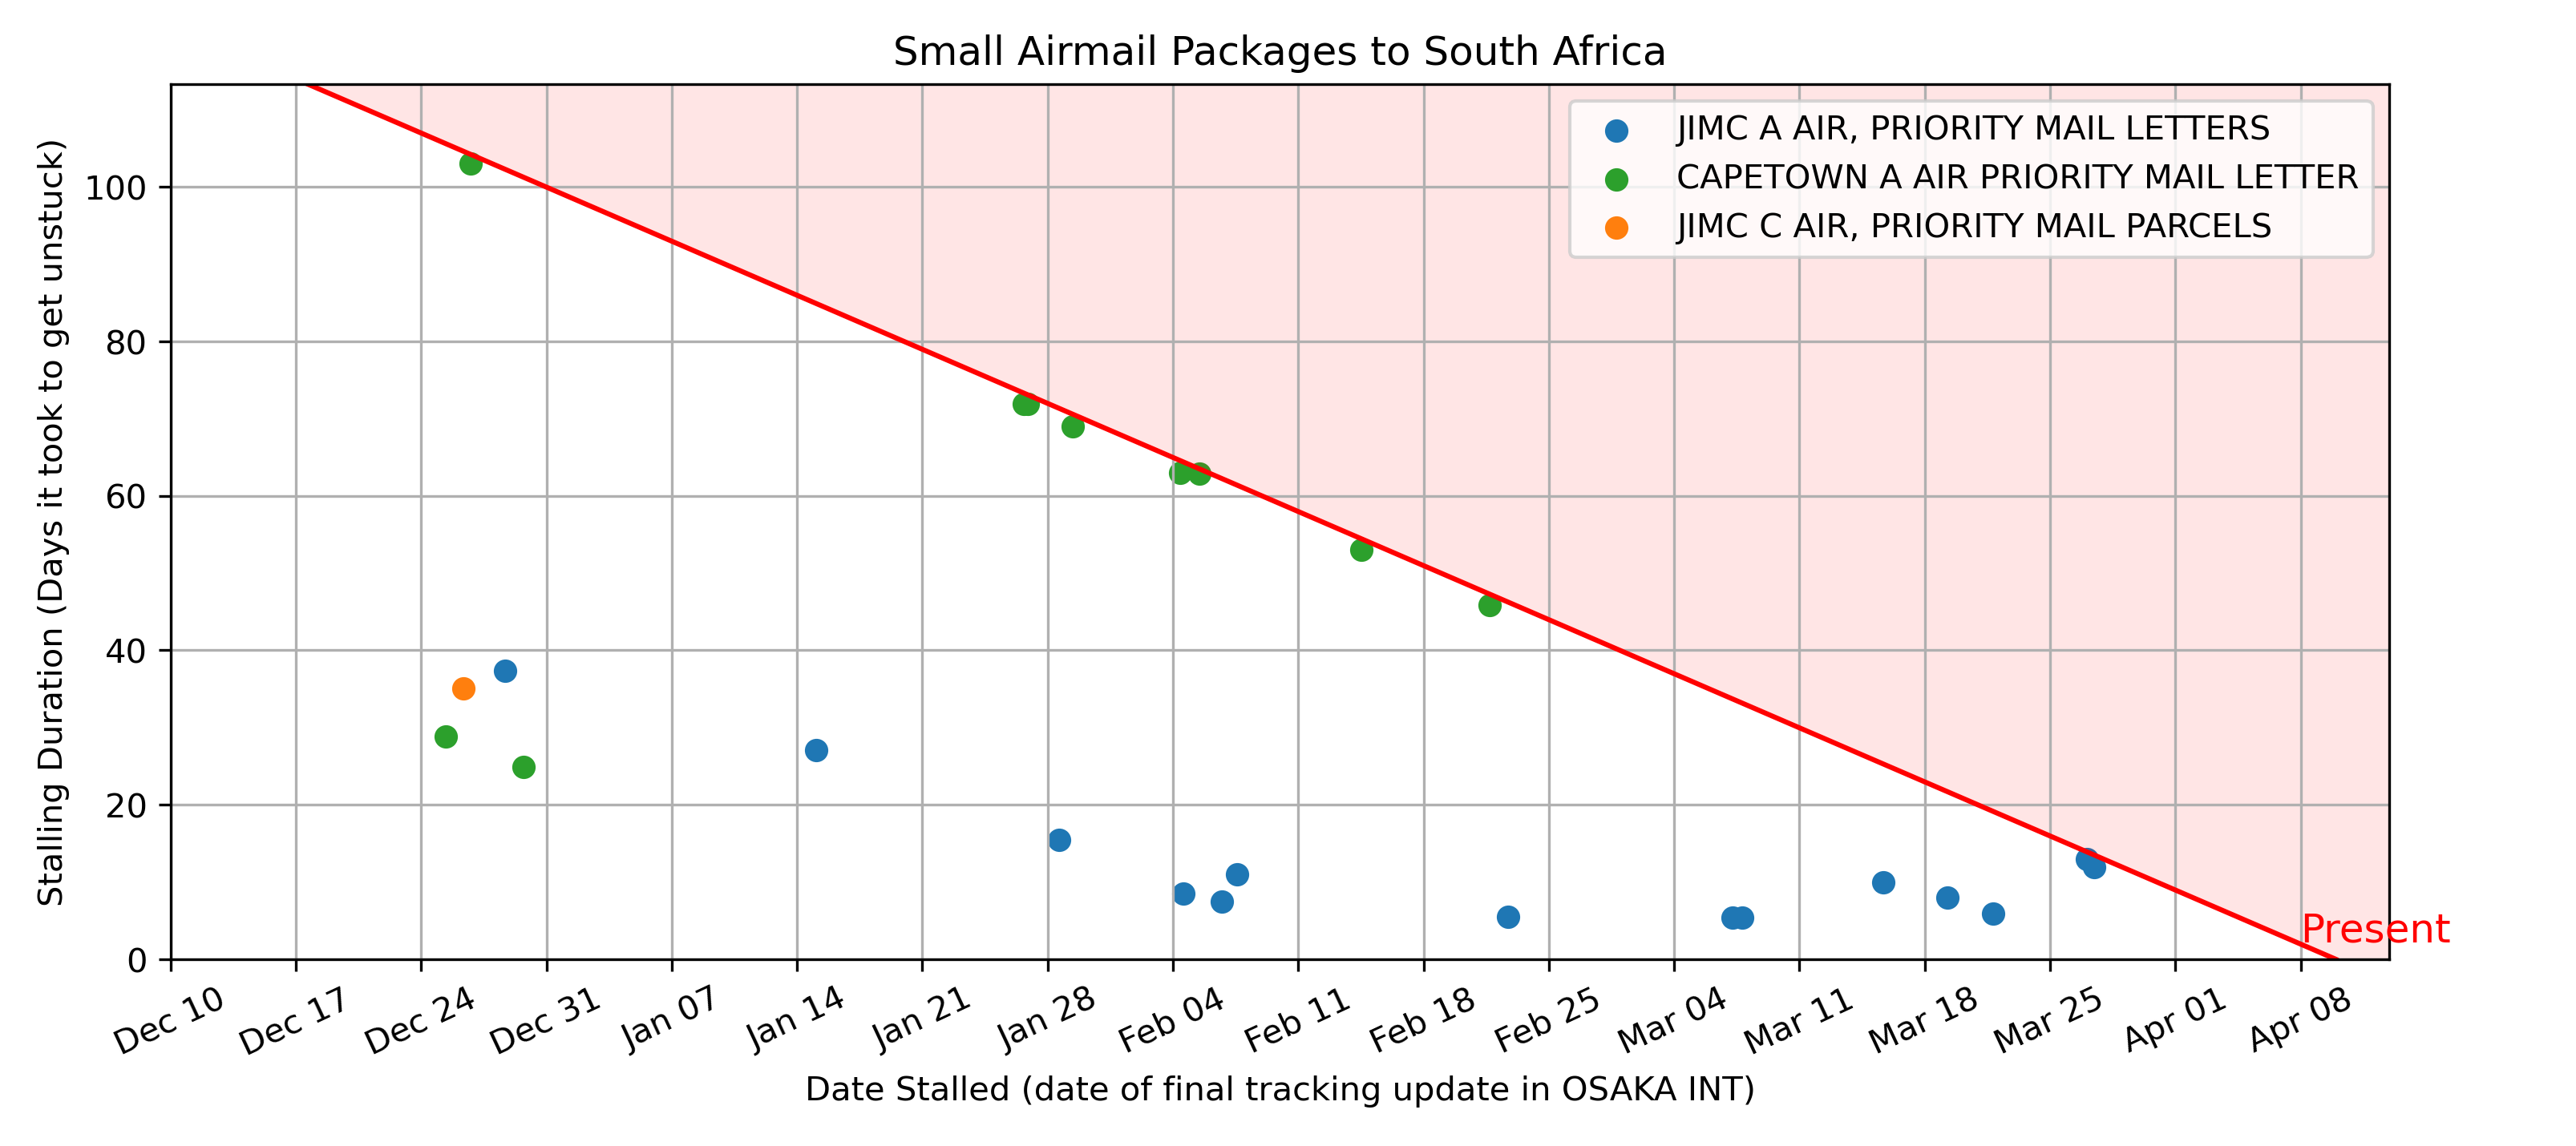 Small Airmail Packages to South Africa
JIMC A AIR, PRIORITY MAIL LETTERS
CAPETOWN A AIR PRIORITY MAIL LETTER
JIMC C AIR, PRIORITY MAIL PARCELS
Stalling Duration (Days it took to get unstuck)
100
80
60
40
20
0
Present
Dec 10
Dec 17
Dec 24
Dec 31
Jan 07
Jan 14
Jan 21
Jan 28
Feb 04
Feb 11
Feb 18
Feb 25
Mar 04
Mar 11
Mar 18
Mar 25
Apr 01
Apr 08
Date Stalled (date of final tracking update in OSAKA INT)